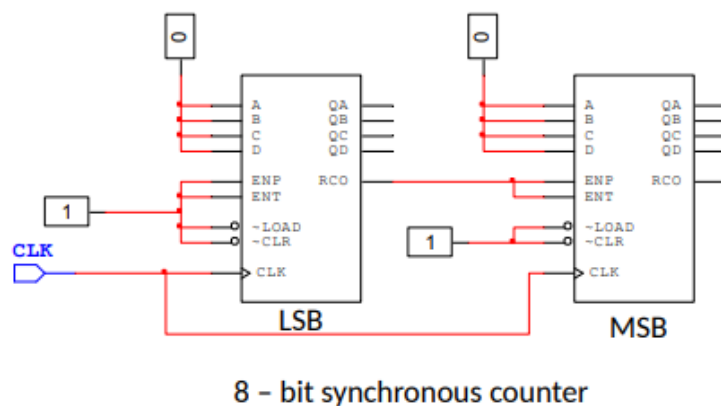 0 0
A QA A QA
B QB B QB
C QC C QC
D QD D QD
ENP RCO ENP RCO
ENT ENT
1 ~LOAD 1 ~LOAD
~CLR ~CLR
CLK CLK CLK
LSB MSB
8 – bit synchronous counter